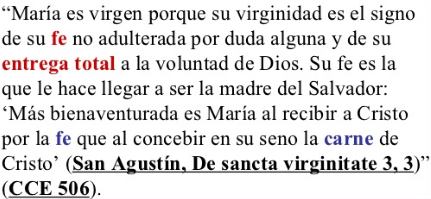 “María es virgen porque su virginidad es el signo
de su fe no adulterada por duda alguna y de su
entrega total a la voluntad de Dios. Su fe es la
que le hace llegar a ser la madre del Salvador:
‘Más bienaventurada es María al recibir a Cristo
por la fe que al concebir en su seno la carne de
Cristo’ (San Agustín, De sancta virginitate 3, 3)”
(CCE 506).